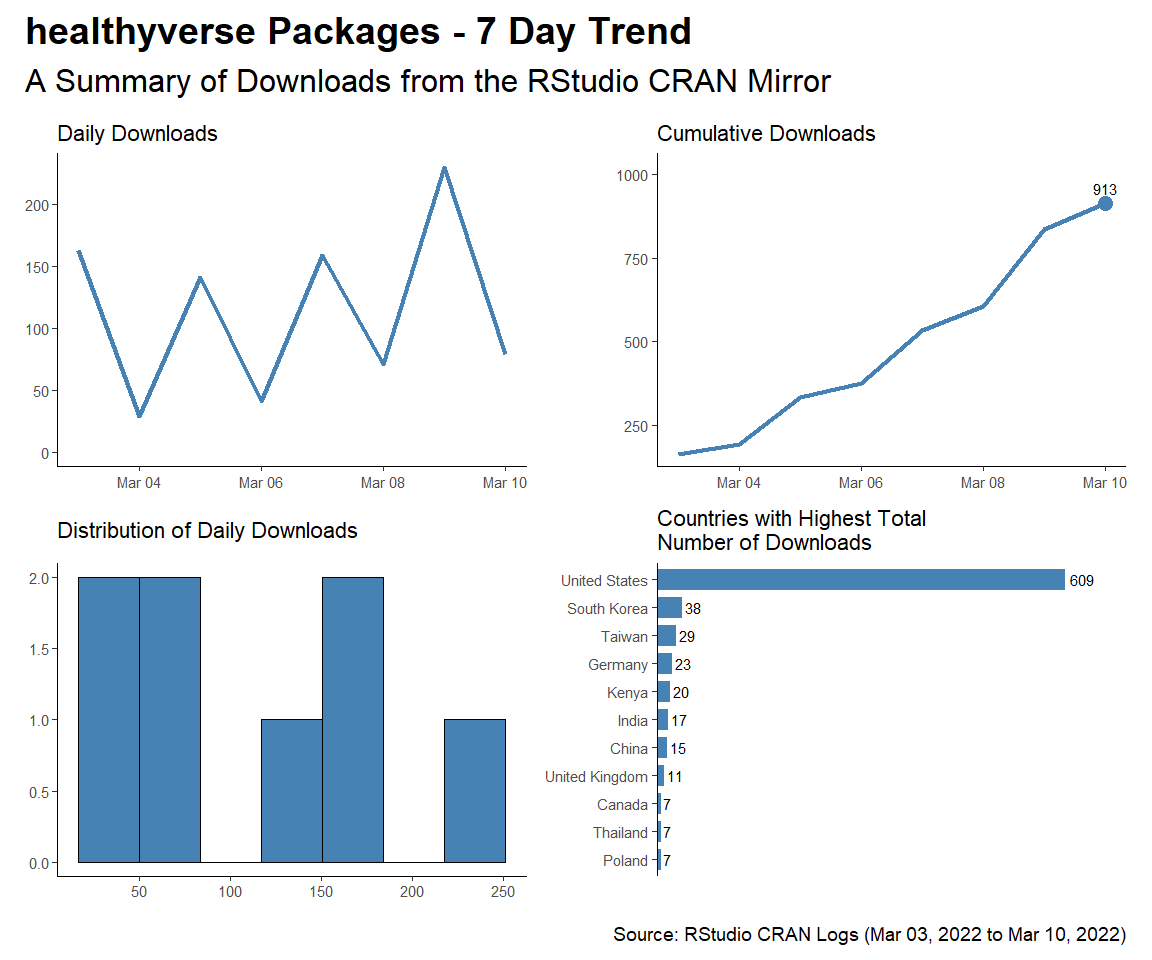 healthyverse Packages - 7 Day Trend
A Summary of Downloads from the RStudio CRAN Mirror
Daily Downloads
200
150
100
50
0
Mar 04 Mar 06 Mar 08 Mar 10
Cumulative Downloads
1000
750
500
250
913
Mar 04 Mar 06 Mar 08 Mar 10
Distribution of Daily Downloads
2.0
1.5
1.0
0.5
0.0
50 100 150 200 250
Countries with Highest Total
Number of Downloads
United States 609
South Korea 38
Taiwan 29
Germany 23
Kenya 20
India 17
China 15
United Kingdom 11
Canada 7
Thailand 7
Poland 7
Source: RStudio CRAN Logs (Mar 03, 2022 to Mar 10, 2022)